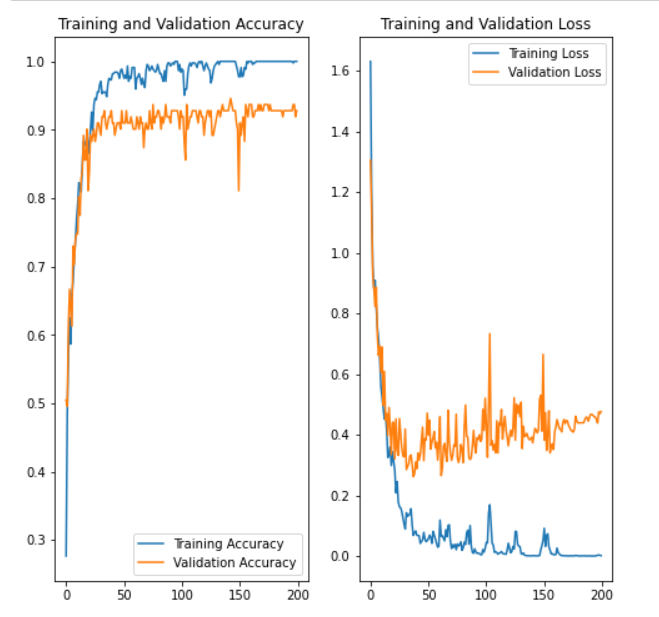 Training and Validation Accuracy
1.0
0.9
0.8
0.7
0.6
0.5
0.4
0.3
Training Accuracy
Validation Accuracy
0 50 100 150 200
Training and Validation Loss
Training Loss
Validation Loss
1.6
1.4
1.2
1.0
0.8
0.6
0.4
0.2
0.0
0 50 100 150 200